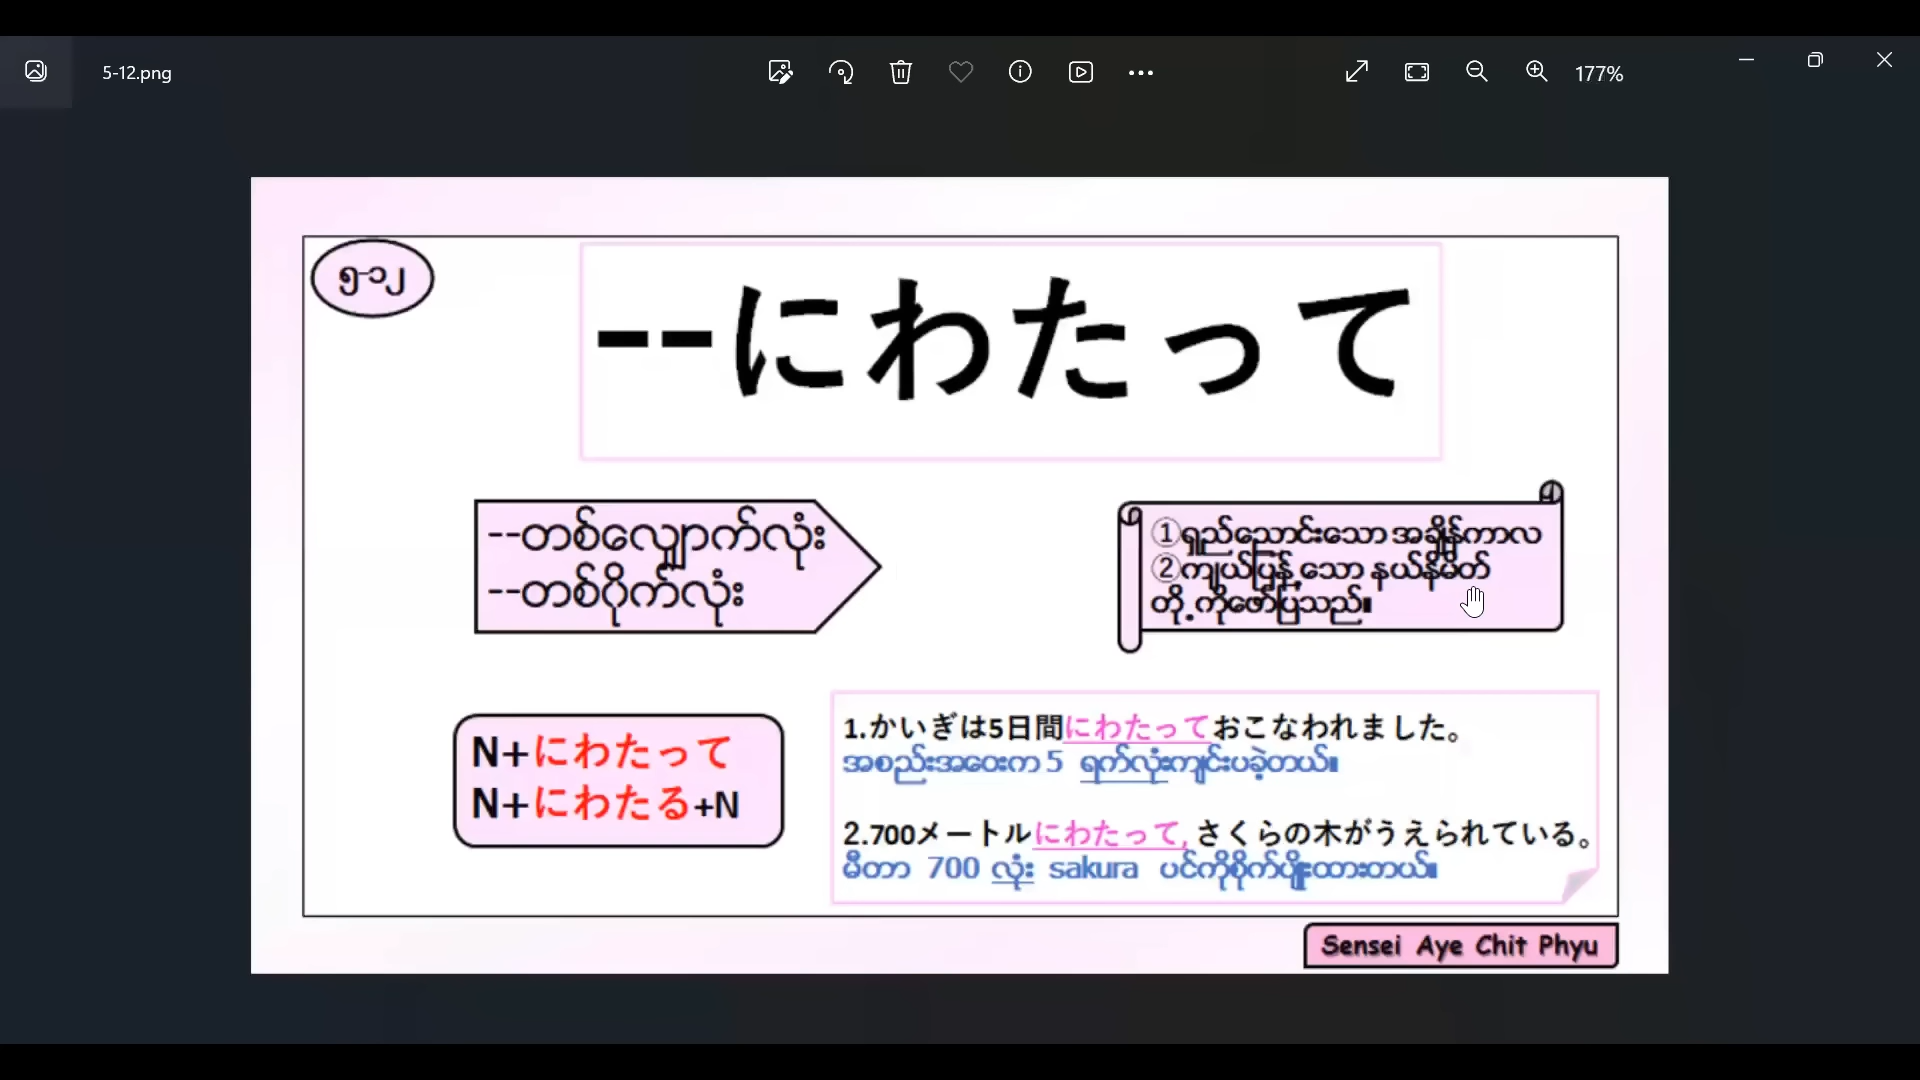 5-12.png
177%
၅-၁၂
--にわたって
--တစ်လျှောက်လုံး
--တစ်ပိုက်လုံး
①ရှည်သောင်းသော အချိန်ကာလ
②ကျယ်ပြန့်သော နယ်နိမိတ်
တို့ကိုဖော်ပြသည်။
N+にわたって
N+にわたる+N
1.かいぎは5日間にわたっておこなわれました。
အစည်းအဝေးက 5 ရက်လုံးကျင်းပခဲ့တယ်။
2.700メートルにわたって, さくらの木がうえられている。
မီတာ 700 လုံး sakura ပင်ကိုစိုက်ပျိုးထားတယ်။
Sensei Aye Chit Phyu